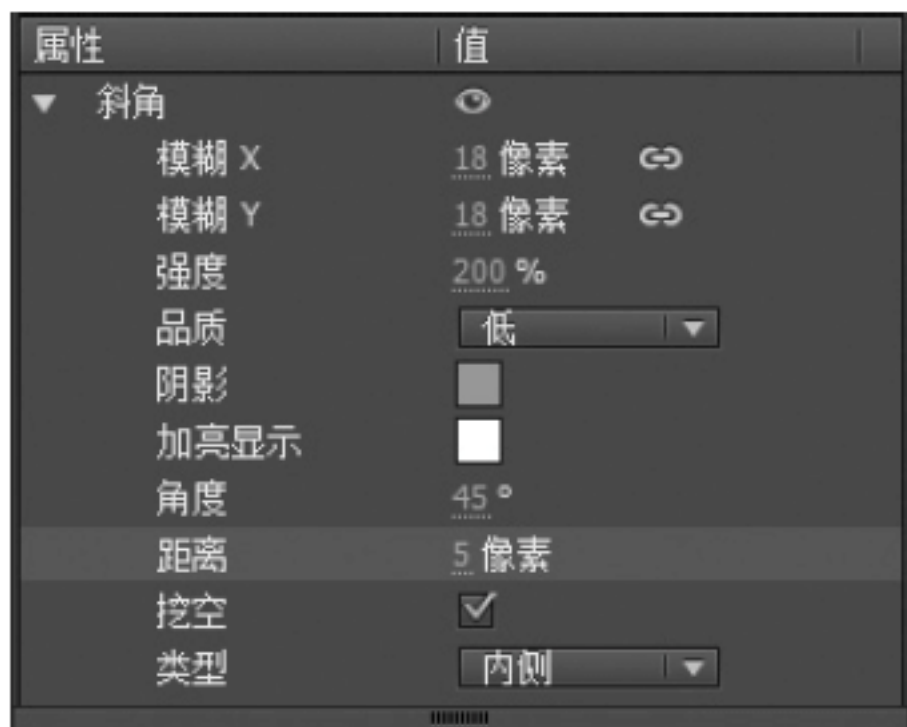 属性 值
斜角
模糊 X 18 像素
模糊 Y 18 像素
强度 200 %
品质 低
阴影
加亮显示
角度 45 °
距离 5 像素
挖空
类型 内侧